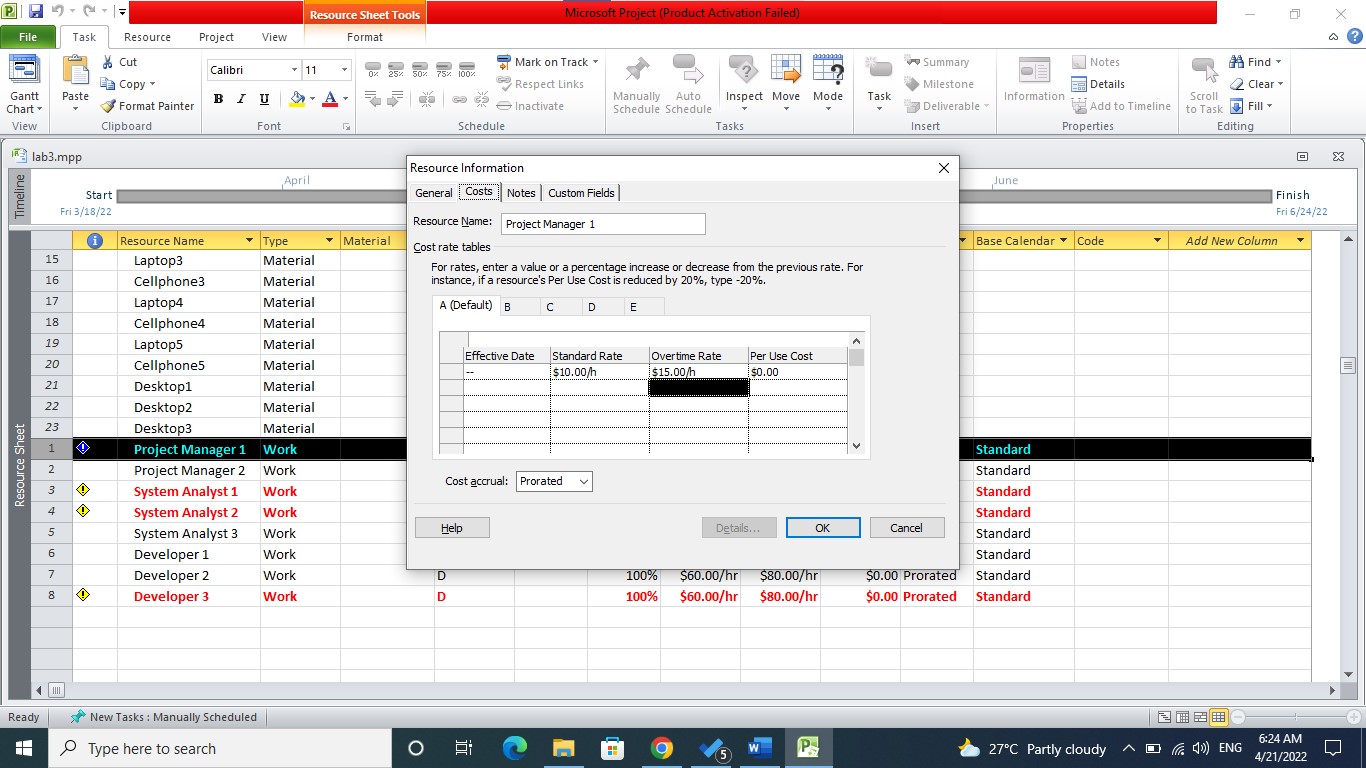 Resource Sheet Tools
Microsoft Project (Product Activation Failed)
File Task Resource Project View Format
Gantt Chart
View
Paste
Cut
Copy
Format Painter
Clipboard
Calibri 11
B I U A
Font
0% 25% 50% 75% 100%
Mark on Track
Respect Links
Inactivate
Schedule
Manually Schedule
Auto Schedule
Inspect
Move
Mode
Tasks
Task
Summary
Milestone
Deliverable
Insert
Information
Notes
Details
Add to Timeline
Properties
Scroll to Task
Find
Clear
Fill
Editing
lab3.mpp
Timeline
Start
Fri 3/18/22
April
June
Finish
Fri 6/24/22
Resource Sheet
Resource Name Type Material Base Calendar Code Add New Column
15 Laptop3 Material
16 Cellphone3 Material
17 Laptop4 Material
18 Cellphone4 Material
19 Laptop5 Material
20 Cellphone5 Material
21 Desktop1 Material
22 Desktop2 Material
23 Desktop3 Material
1 Project Manager 1 Work Standard
2 Project Manager 2 Work Standard
3 System Analyst 1 Work Standard
4 System Analyst 2 Work Standard
5 System Analyst 3 Work Standard
6 Developer 1 Work Standard
7 Developer 2 Work D 100% $60.00/hr $80.00/hr $0.00 Prorated Standard
8 Developer 3 Work D 100% $60.00/hr $80.00/hr $0.00 Prorated Standard
Resource Information
General Costs Notes Custom Fields
Resource Name: Project Manager 1
Cost rate tables
For rates, enter a value or a percentage increase or decrease from the previous rate. For
instance, if a resource's Per Use Cost is reduced by 20%, type -20%.
A (Default) B C D E
Effective Date Standard Rate Overtime Rate Per Use Cost
-- $10.00/h $15.00/h $0.00
Cost accrual: Prorated
Help Details... OK Cancel
Ready New Tasks : Manually Scheduled
Type here to search
5
27°C Partly cloudy
ENG
6:24 AM
4/21/2022